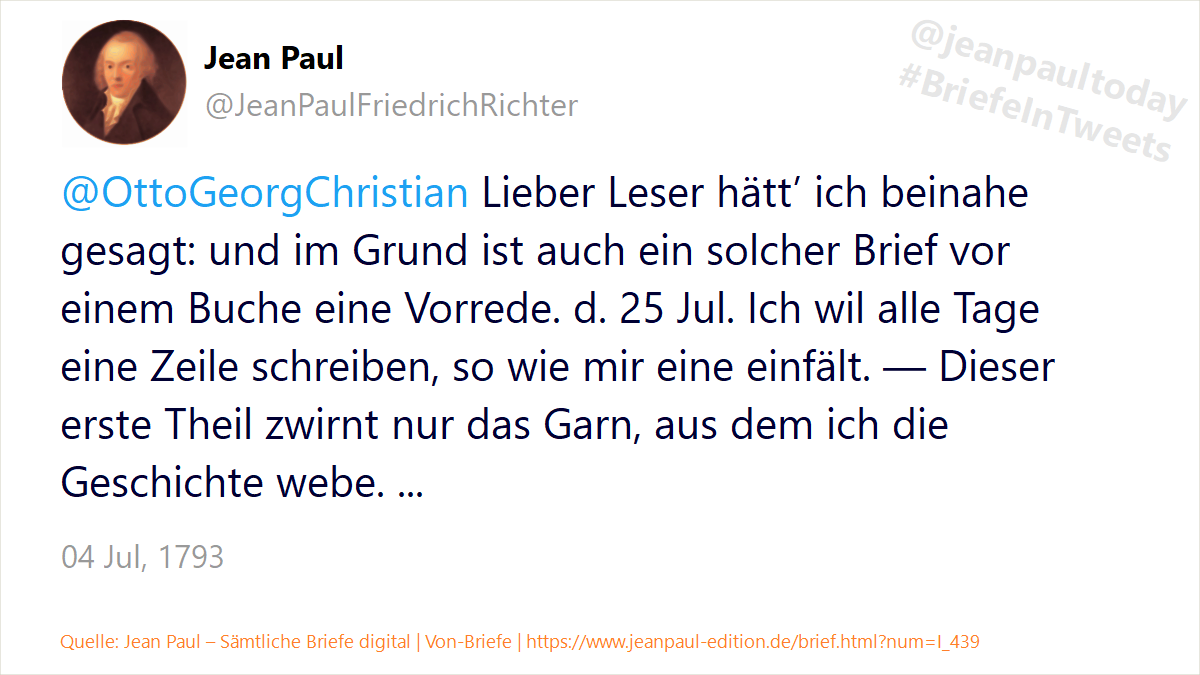 Jean Paul
@JeanPaulFriedrichRichter
@jeanpaultoday
#BriefeInTweets
@OttoGeorgChristian Lieber Leser hätt’ ich beinahe
gesagt: und im Grund ist auch ein solcher Brief vor
einem Buche eine Vorrede. d. 25 Jul. Ich wil alle Tage
eine Zeile schreiben, so wie mir eine einfält. — Dieser
erste Theil zwirnt nur das Garn, aus dem ich die
Geschichte webe. ...
04 Jul, 1793
Quelle: Jean Paul – Sämtliche Briefe digital | Von-Briefe | https://www.jeanpaul-edition.de/brief.html?num=I_439